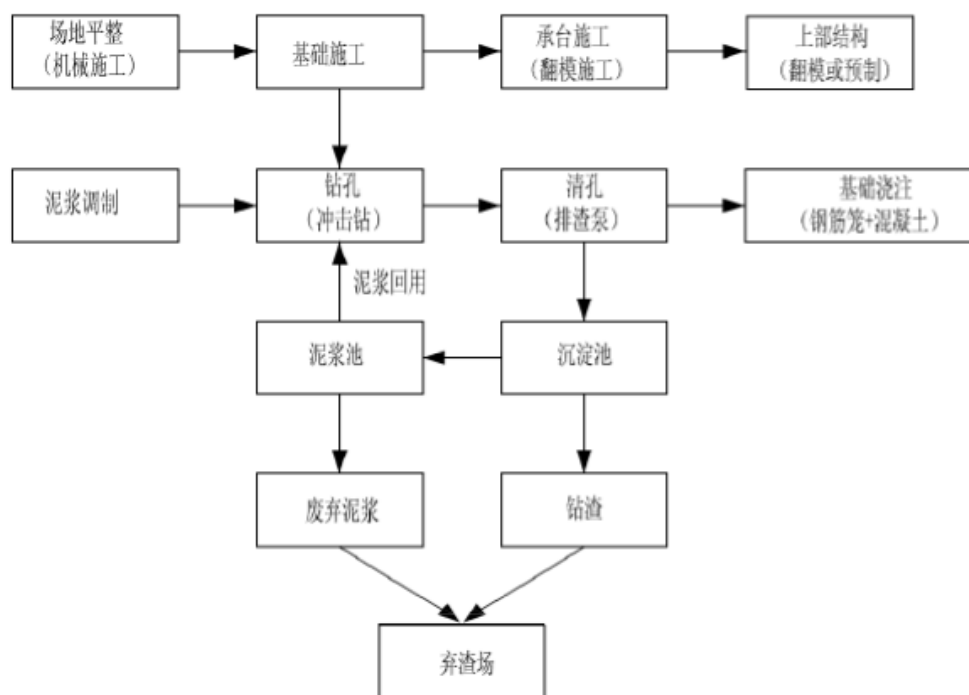 场地平整
（机械施工）
基础施工
承台施工
（翻模施工）
上部结构
（翻模或预制）
泥浆调制
钻孔
（冲击钻）
清孔
（排渣泵）
基础浇注
（钢筋笼+混凝土）
泥浆回用
泥浆池
沉淀池
废弃泥浆
钻渣
弃渣场